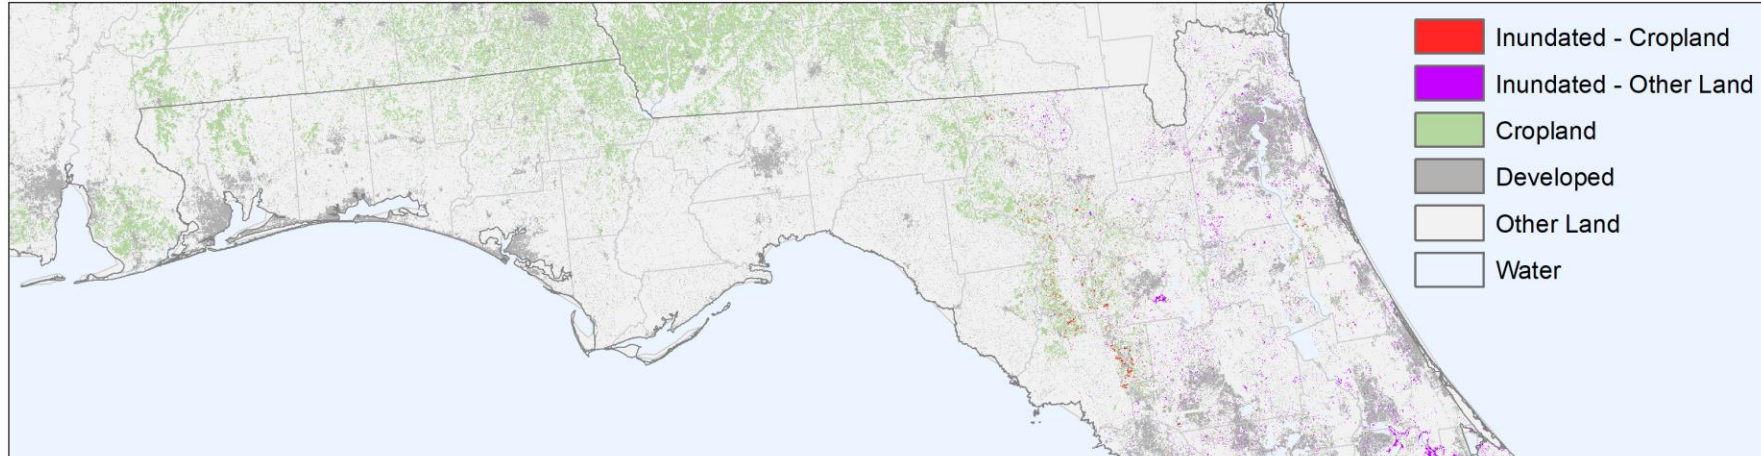 Inundated - Cropland
Inundated - Other Land
Cropland
Developed
Other Land
Water